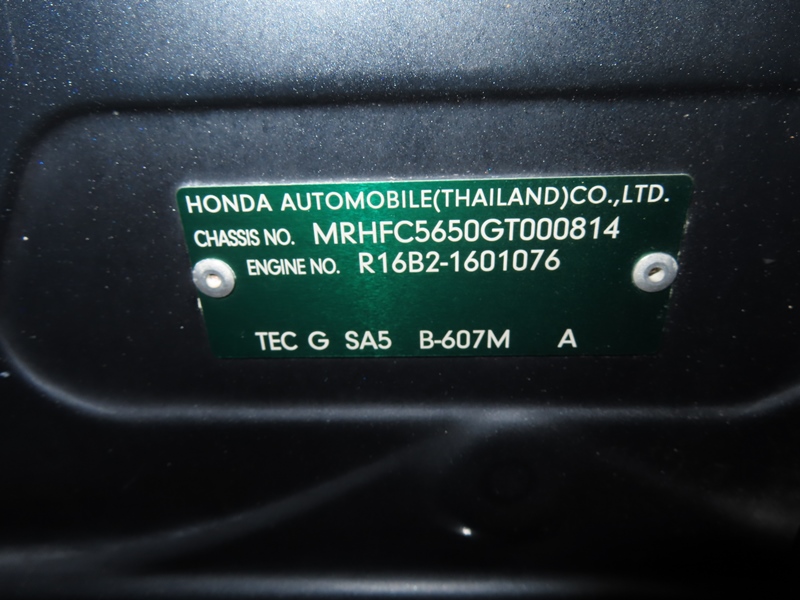 HONDA AUTOMOBILE(THAILAND)CO.,LTD.
CHASSIS NO. MRHFC5650GT000814
ENGINE NO. R16B2-1601076
TEC G SA5 B-607M A